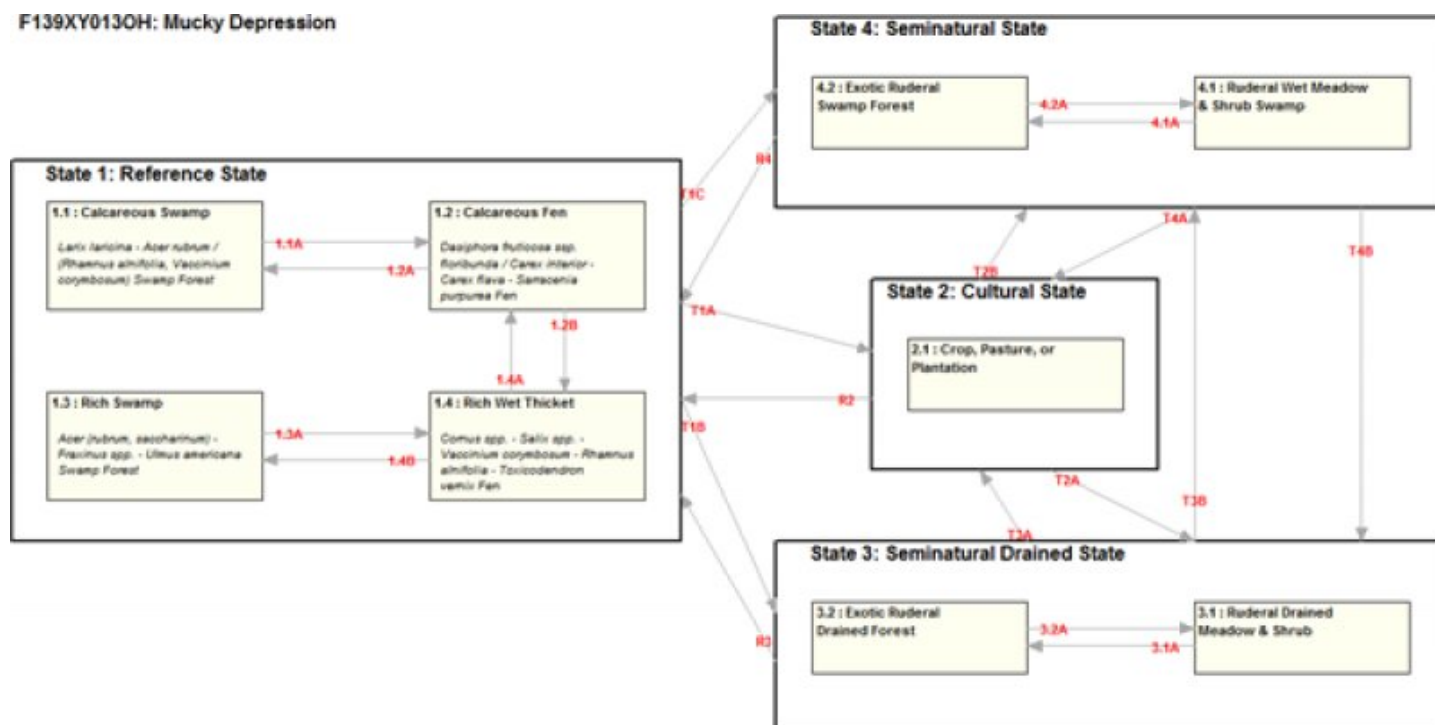 F139XY013OH: Mucky Depression
State 1: Reference State
1.1 : Calcareous Swamp
Larix laricina - Acer rubrum /
(Rhamnus alnifolia, Vaccinium
corymbosum) Swamp Forest
1.1A
1.2A
1.2 : Calcareous Fen
Dasiphora fruticosa ssp.
floribunda / Carex interior -
Carex flava - Sarracenia
purpurea Fen
1.2B
1.4A
1.3 : Rich Swamp
Acer (rubrum, saccharinum) -
Fraxinus spp. - Ulmus americana
Swamp Forest
1.3A
1.4B
1.4 : Rich Wet Thicket
Cornus spp. - Salix spp. -
Vaccinium corymbosum - Rhamnus
alnifolia - Toxicodendron
vernix Fen
T1C
R4
T1A
R2
T1B
R3
State 4: Seminatural State
4.2 : Exotic Ruderal
Swamp Forest
4.2A
4.1A
4.1 : Ruderal Wet Meadow
& Shrub Swamp
T2B
T4A
T4B
State 2: Cultural State
2.1 : Crop, Pasture, or
Plantation
T2A
T3A
T3B
State 3: Seminatural Drained State
3.2 : Exotic Ruderal
Drained Forest
3.2A
3.1A
3.1 : Ruderal Drained
Meadow & Shrub